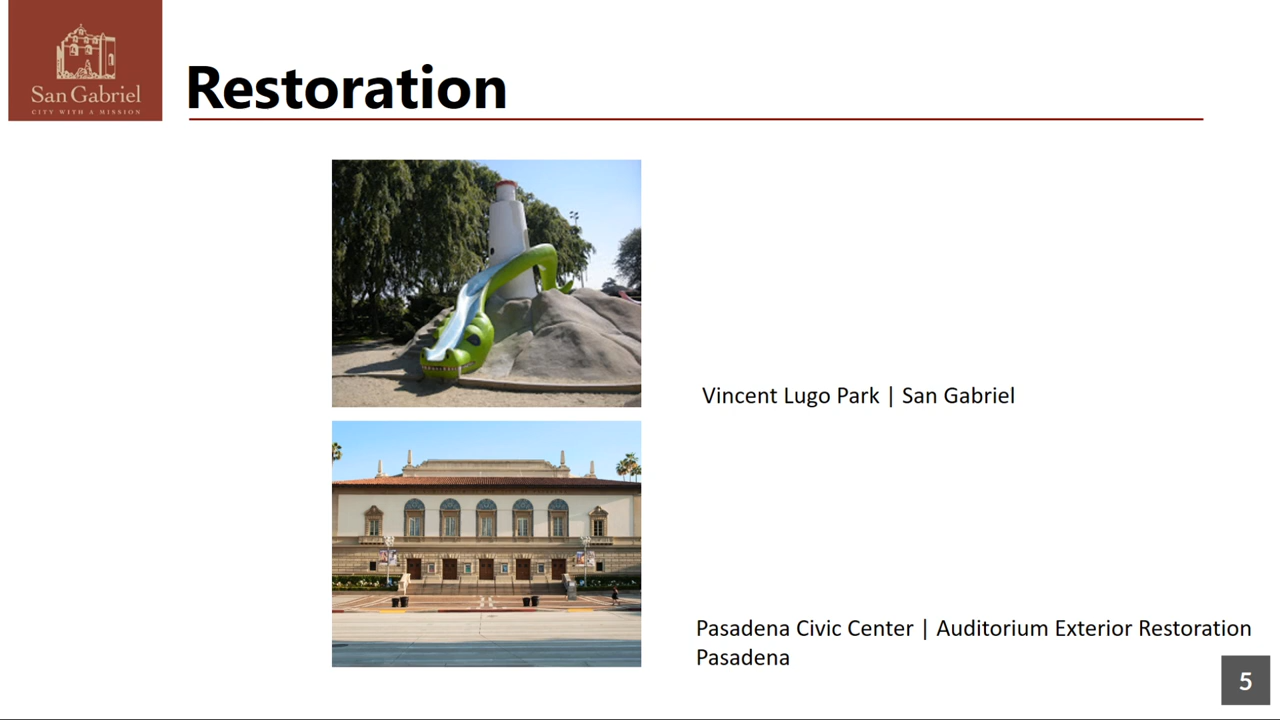 San Gabriel
CITY WITH A MISSION
Restoration
Vincent Lugo Park | San Gabriel
Pasadena Civic Center | Auditorium Exterior Restoration
Pasadena
5